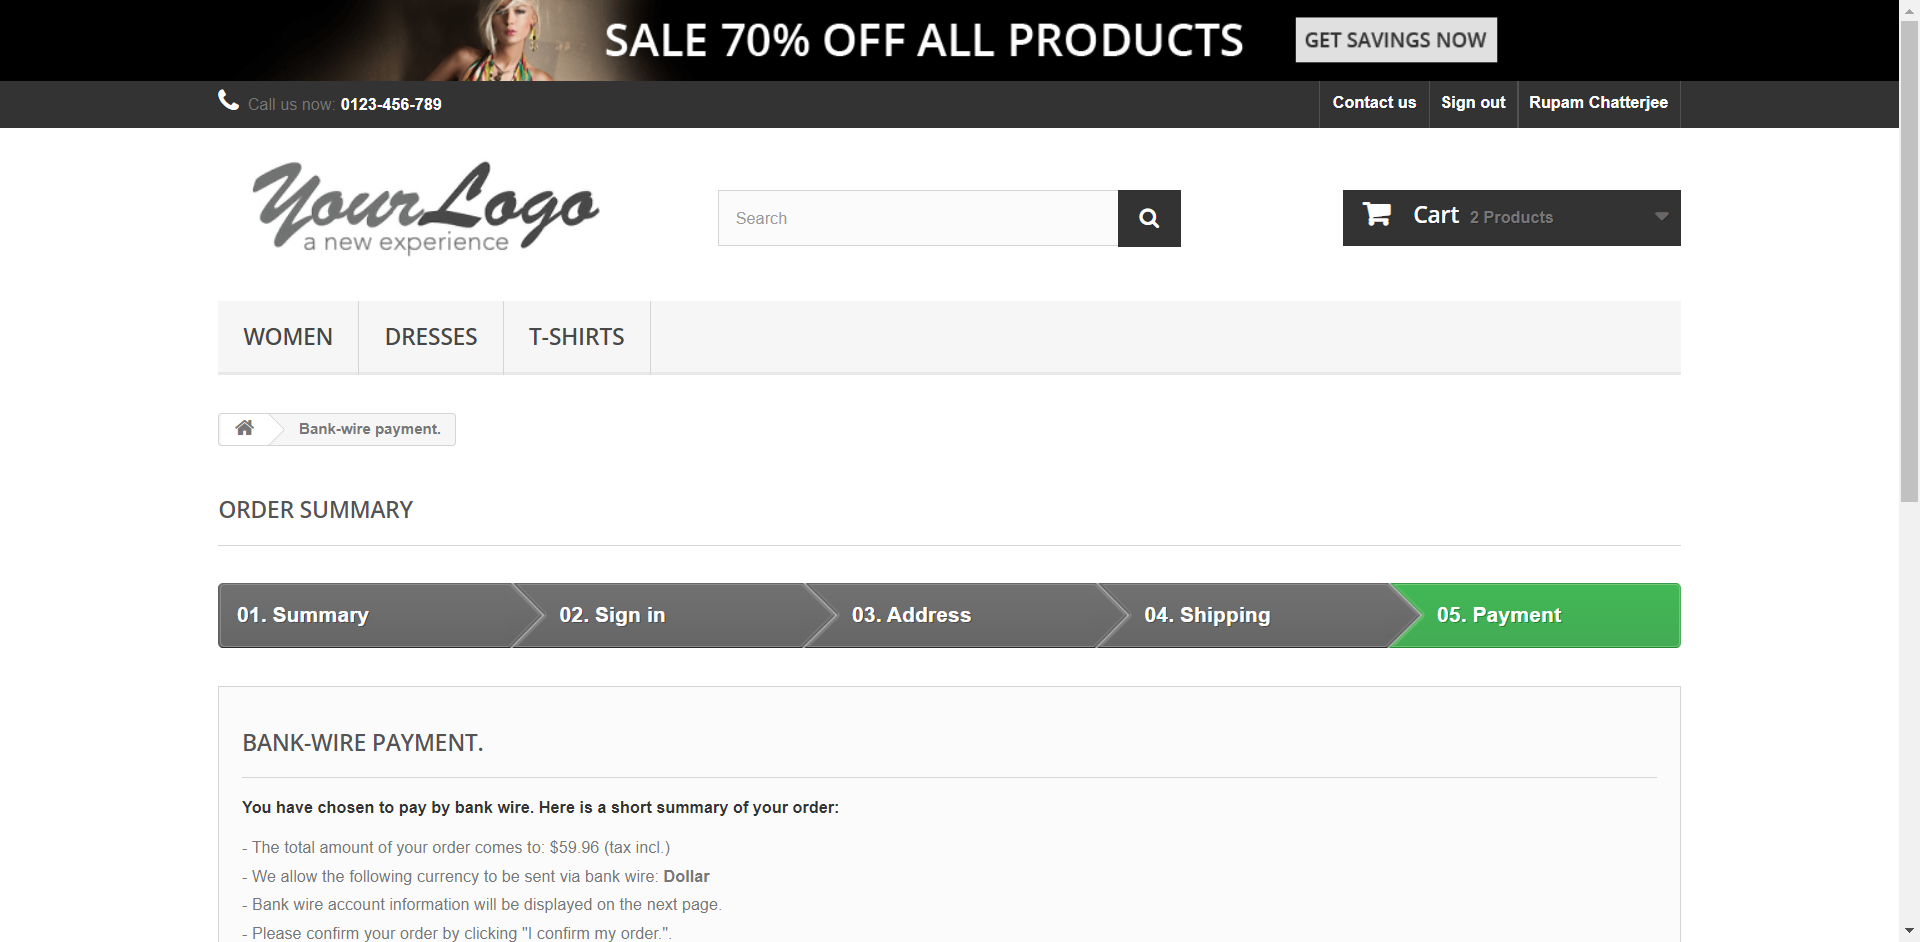 SALE 70% OFF ALL PRODUCTS GET SAVINGS NOW
Call us now: 0123-456-789 Contact us Sign out Rupam Chatterjee
Your Logo
a new experience
Search
Cart 2 Products
WOMEN DRESSES T-SHIRTS
Bank-wire payment.
ORDER SUMMARY
01. Summary 02. Sign in 03. Address 04. Shipping 05. Payment
BANK-WIRE PAYMENT.
You have chosen to pay by bank wire. Here is a short summary of your order:
- The total amount of your order comes to: $59.96 (tax incl.)
- We allow the following currency to be sent via bank wire: Dollar
- Bank wire account information will be displayed on the next page.
- Please confirm your order by clicking "I confirm my order.".